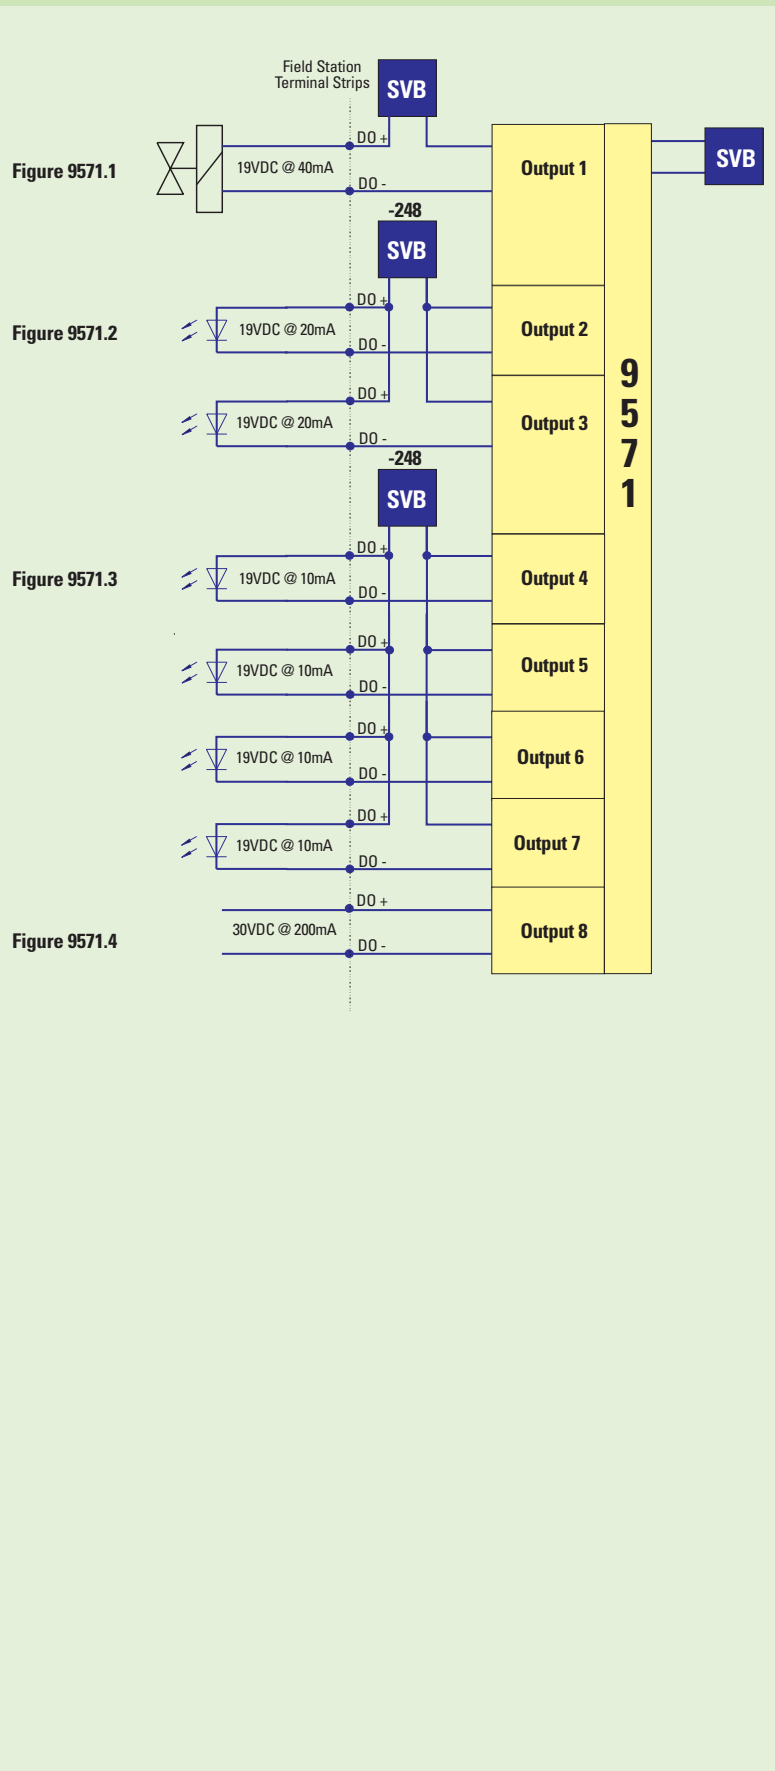 Field Station
Terminal Strips
SVB
DO +
Figure 9571.1
19VDC @ 40mA
Output 1
SVB
DO -
-248
SVB
DO +
Figure 9571.2
19VDC @ 20mA
Output 2
DO -
DO +
19VDC @ 20mA
Output 3
DO -
9
5
7
1
-248
SVB
DO +
Figure 9571.3
19VDC @ 10mA
Output 4
DO -
DO +
19VDC @ 10mA
Output 5
DO -
DO +
19VDC @ 10mA
Output 6
DO -
DO +
19VDC @ 10mA
Output 7
DO -
DO +
Figure 9571.4
30VDC @ 200mA
Output 8
DO -